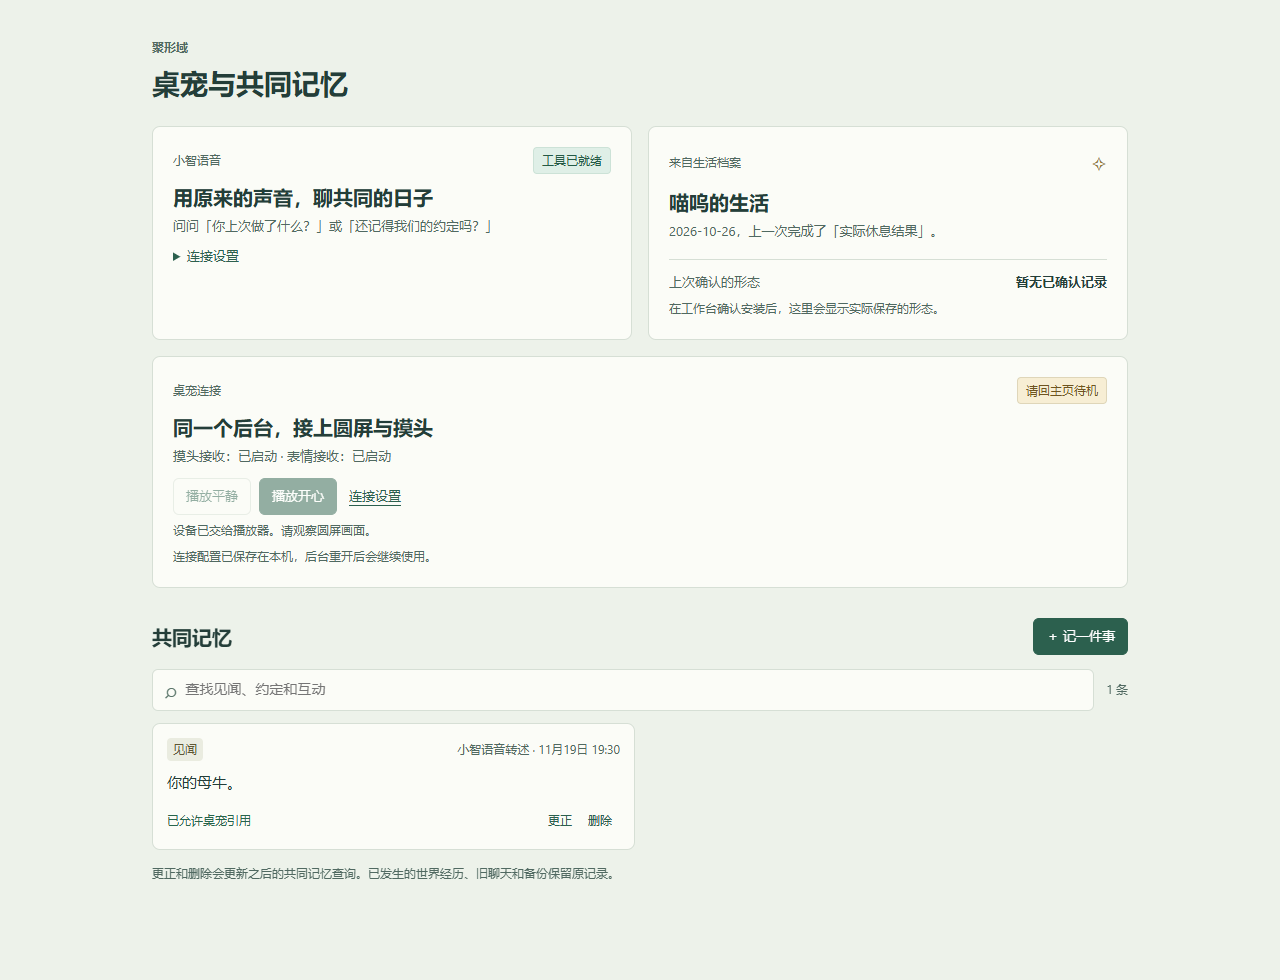 聚形域
桌宠与共同记忆
小智语音
工具已就绪
用原来的声音，聊共同的日子
问问「你上次做了什么？」或「还记得我们的约定吗？」
连接设置
来自生活档案
喵呜的生活
2026-10-26，上一次完成了「实际休息结果」。
上次确认的形态
暂无已确认记录
在工作台确认安装后，这里会显示实际保存的形态。
桌宠连接
请回主页待机
同一个后台，接上圆屏与摸头
摸头接收：已启动 · 表情接收：已启动
播放平静
播放开心
连接设置
设备已交给播放器。请观察圆屏画面。
连接配置已保存在本机，后台重开后会继续使用。
共同记忆
+ 记一件事
查找见闻、约定和互动
1 条
见闻
小智语音转述 · 11月19日 19:30
你的母牛。
已允许桌宠引用
更正
删除
更正和删除会更新之后的共同记忆查询。已发生的世界经历、旧聊天和备份保留原记录。